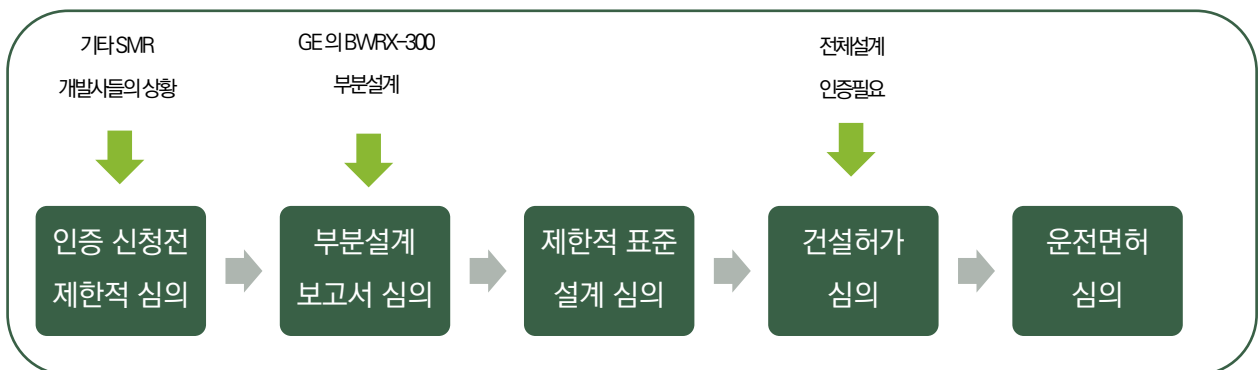 기타 SMR
개발사들의 상황
GE의 BWRX-300
부분설계
전체설계
인증필요
인증 신청전
제한적 심의
부분설계
보고서 심의
제한적 표준
설계 심의
건설허가
심의
운전면허
심의